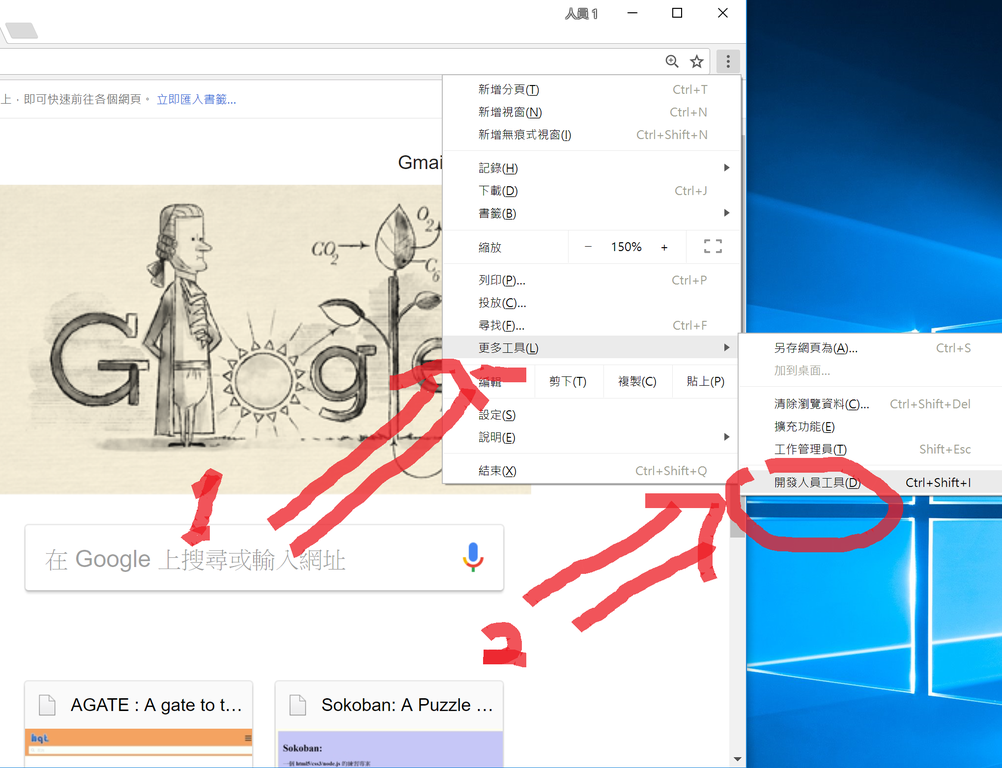 人員 1
上，即可快速前往各個網頁。 立即匯入書籤...
新增分頁(T) Ctrl+T
新增視窗(N) Ctrl+N
新增無痕式視窗(I) Ctrl+Shift+N
記錄(H)
下載(D) Ctrl+J
書籤(B)
縮放 − 150% +
列印(P)... Ctrl+P
投放(C)...
尋找(F)... Ctrl+F
更多工具(L)
編輯 剪下(T) 複製(C) 貼上(P)
設定(S)
說明(E)
結束(X) Ctrl+Shift+Q
另存網頁為(A)... Ctrl+S
加到桌面...
清除瀏覽資料(C)... Ctrl+Shift+Del
擴充功能(E)
工作管理員(T) Shift+Esc
開發人員工具(D) Ctrl+Shift+I
Gmai
CO2
O2
C6
Google
1
在 Google 上搜尋或輸入網址
2
AGATE : A gate to t...
hqt
Sokoban: A Puzzle ...
Sokoban: